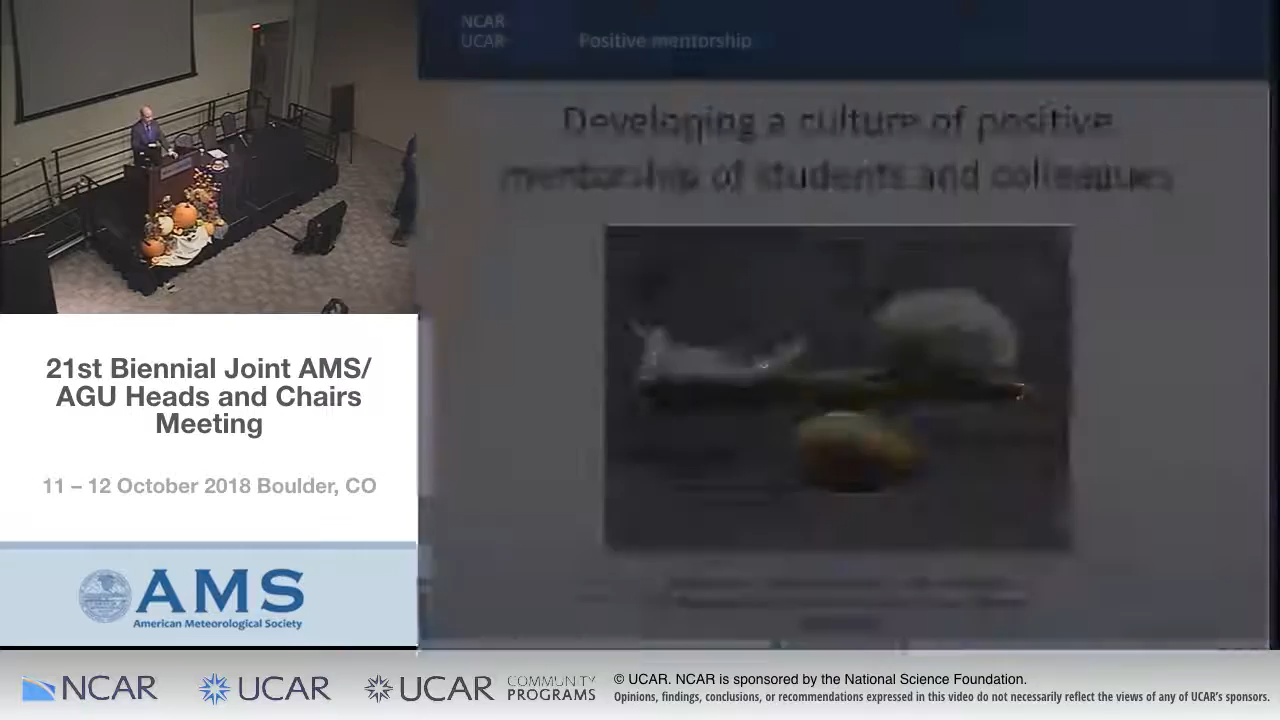 NCAR
UCAR
Positive mentorship
Developing a culture of positive
mentorship of students and colleagues
21st Biennial Joint AMS/
AGU Heads and Chairs
Meeting
11 – 12 October 2018 Boulder, CO
AMS
American Meteorological Society
NCAR
UCAR
UCAR
COMMUNITY
PROGRAMS
© UCAR. NCAR is sponsored by the National Science Foundation.
Opinions, findings, conclusions, or recommendations expressed in this video do not necessarily reflect the views of any of UCAR's sponsors.